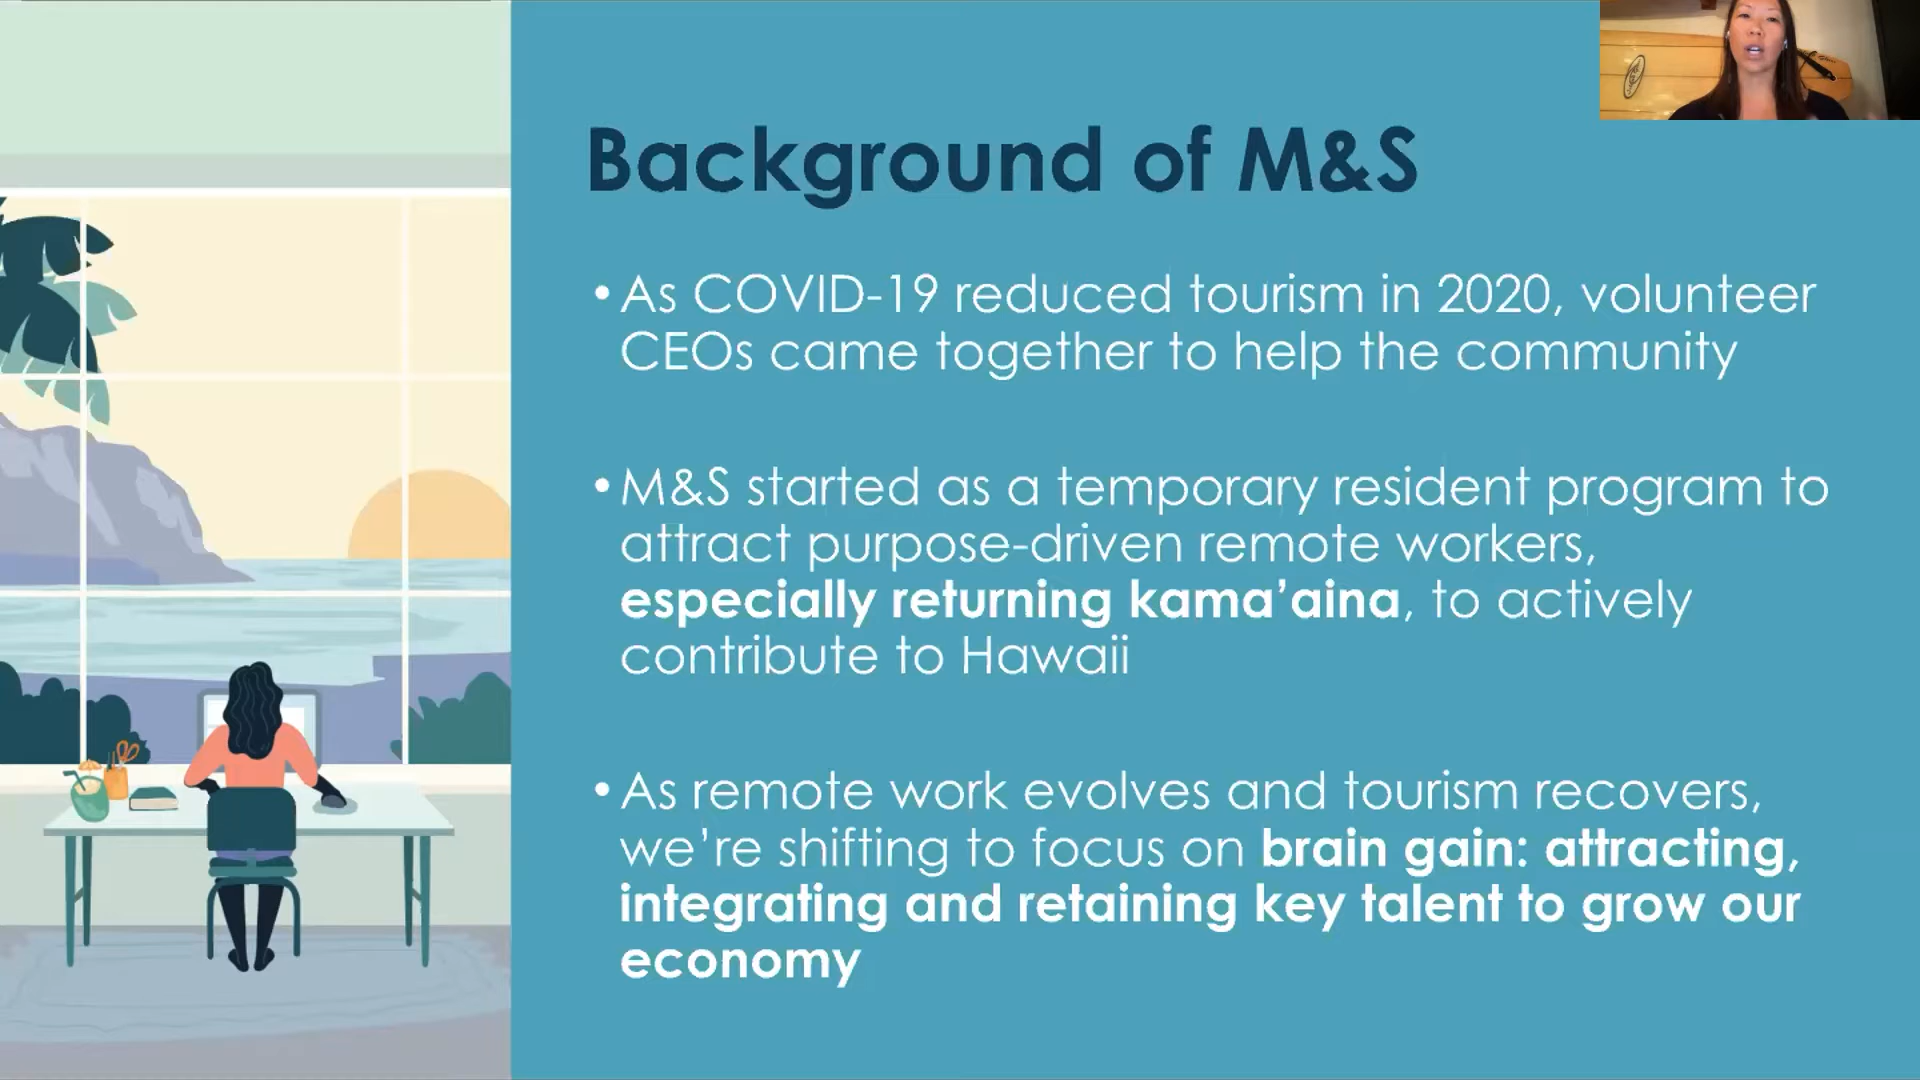 Background of M&S
• As COVID-19 reduced tourism in 2020, volunteer
CEOs came together to help the community
• M&S started as a temporary resident program to
attract purpose-driven remote workers,
especially returning kama’aina, to actively
contribute to Hawaii
• As remote work evolves and tourism recovers,
we’re shifting to focus on brain gain: attracting,
integrating and retaining key talent to grow our
economy